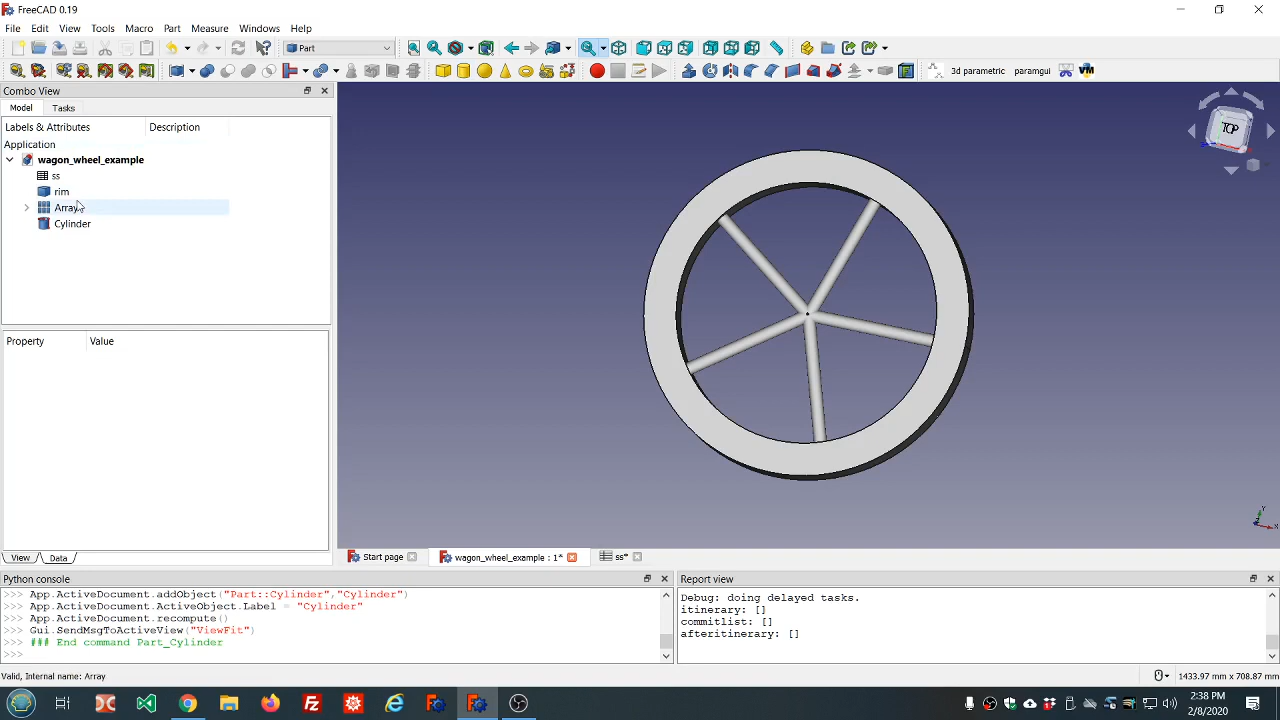 FreeCAD 0.19
File Edit View Tools Macro Part Measure Windows Help
Part
3d parametric paramgui VM
Combo View
Model Tasks
Labels & Attributes Description
Application
wagon_wheel_example
ss
rim
Array
Cylinder
TOP
Property Value
View Data
Start page wagon_wheel_example : 1* ss*
Python console
>>> App.ActiveDocument.addObject("Part::Cylinder","Cylinder")
>>> App.ActiveDocument.ActiveObject.Label = "Cylinder"
>>> App.ActiveDocument.recompute()
>>> Gui.SendMsgToActiveView("ViewFit")
>>> ### End command Part_Cylinder
>>>
Report view
Debug: doing delayed tasks.
itinerary: []
commitlist: []
afteritinerary: []
Valid, Internal name: Array
1433.97 mm x 708.87 mm
2:38 PM
2/8/2020